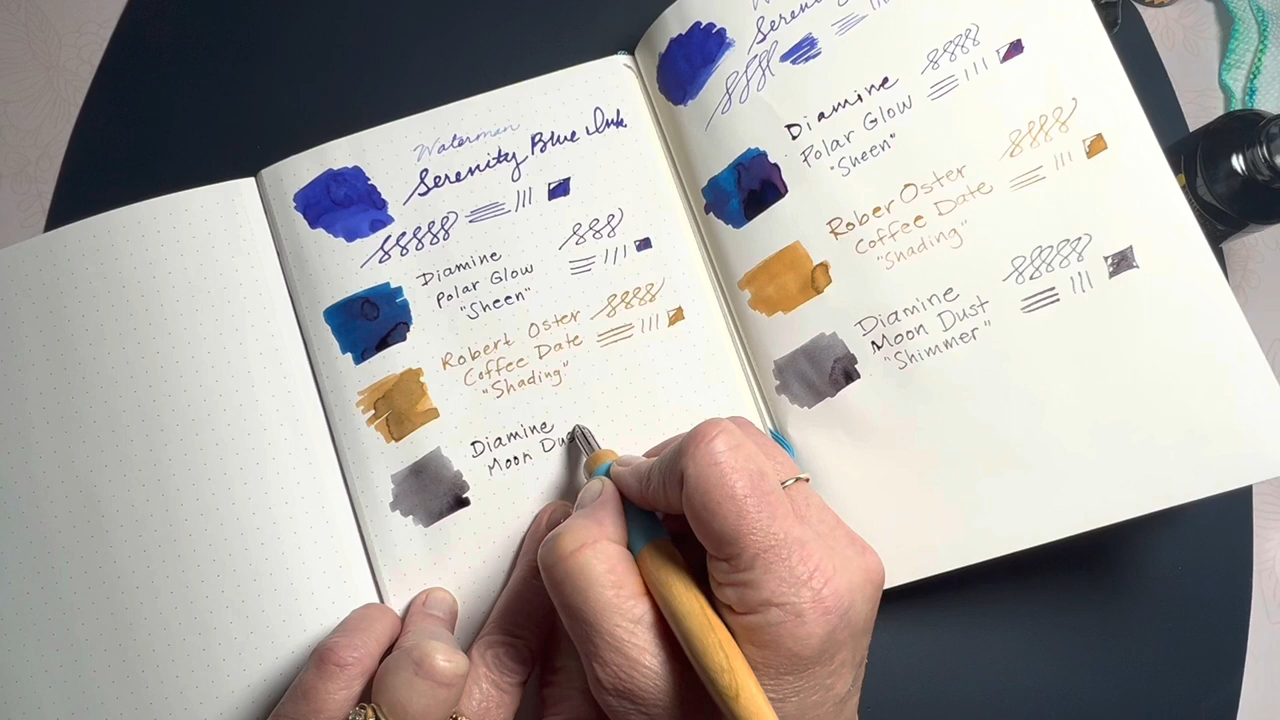 Waterman
Serenity Blue Ink
Diamine
Polar Glow
"Sheen"
Robert Oster
Coffee Date
"Shading"
Diamine
Moon Dus
Diamine
Polar Glow
"Sheen"
Rober Oster
Coffee Date
"Shading"
Diamine
Moon Dust
"Shimmer"